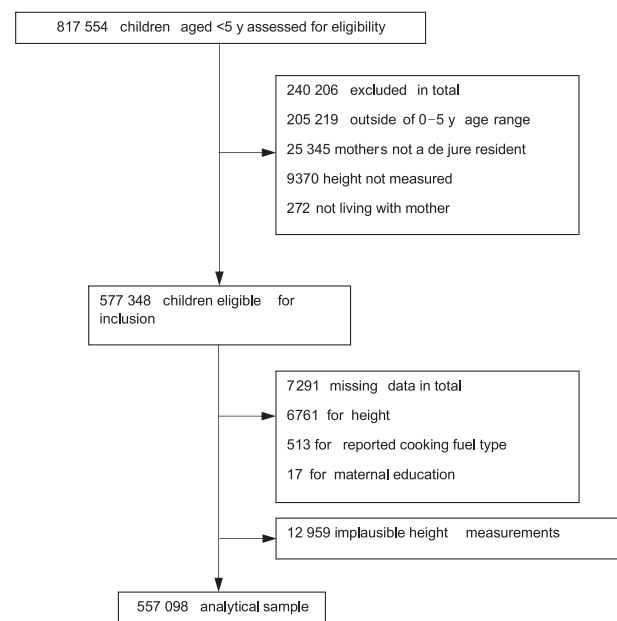 817 554 children aged <5 y assessed for eligibility
240 206 excluded in total
205 219 outside of 0–5 y age range
25 345 mothers not a de jure resident
9370 height not measured
272 not living with mother
577 348 children eligible for
inclusion
7291 missing data in total
6761 for height
513 for reported cooking fuel type
17 for maternal education
12 959 implausible height measurements
557 098 analytical sample